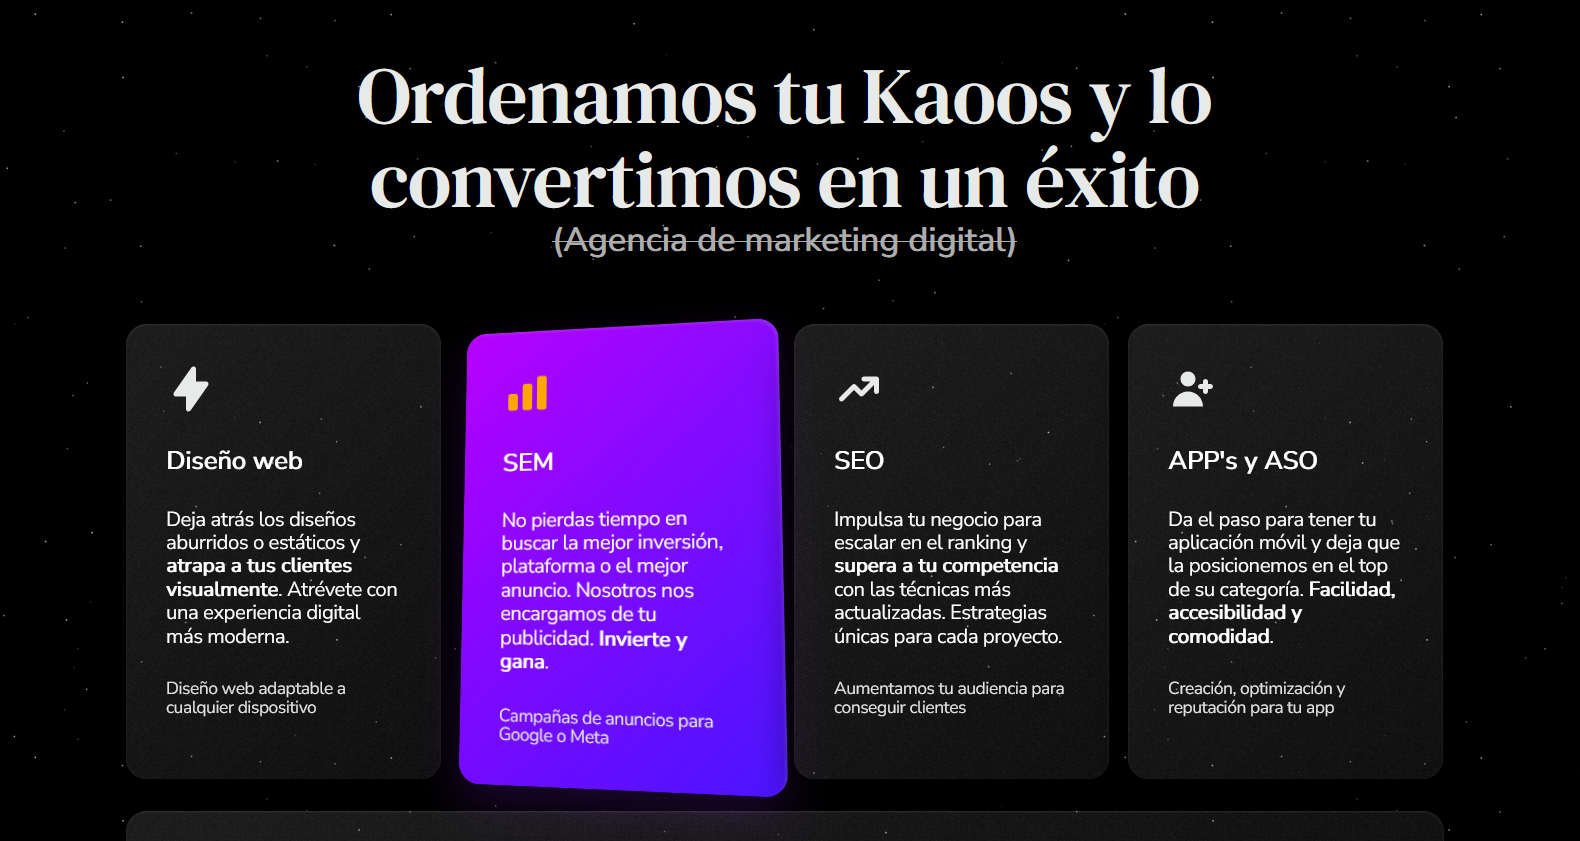 Ordenamos tu Kaoos y lo
convertimos en un éxito
(Agencia de marketing digital)
Diseño web
Deja atrás los diseños
aburridos o estáticos y
atrapa a tus clientes
visualmente. Atrévete con
una experiencia digital
más moderna.
Diseño web adaptable a
cualquier dispositivo
SEM
No pierdas tiempo en
buscar la mejor inversión,
plataforma o el mejor
anuncio. Nosotros nos
encargamos de tu
publicidad. Invierte y
gana.
Campañas de anuncios para
Google o Meta
SEO
Impulsa tu negocio para
escalar en el ranking y
supera a tu competencia
con las técnicas más
actualizadas. Estrategias
únicas para cada proyecto.
Aumentamos tu audiencia para
conseguir clientes
APP's y ASO
Da el paso para tener tu
aplicación móvil y deja que
la posicionemos en el top
de su categoría. Facilidad,
accesibilidad y
comodidad.
Creación, optimización y
reputación para tu app